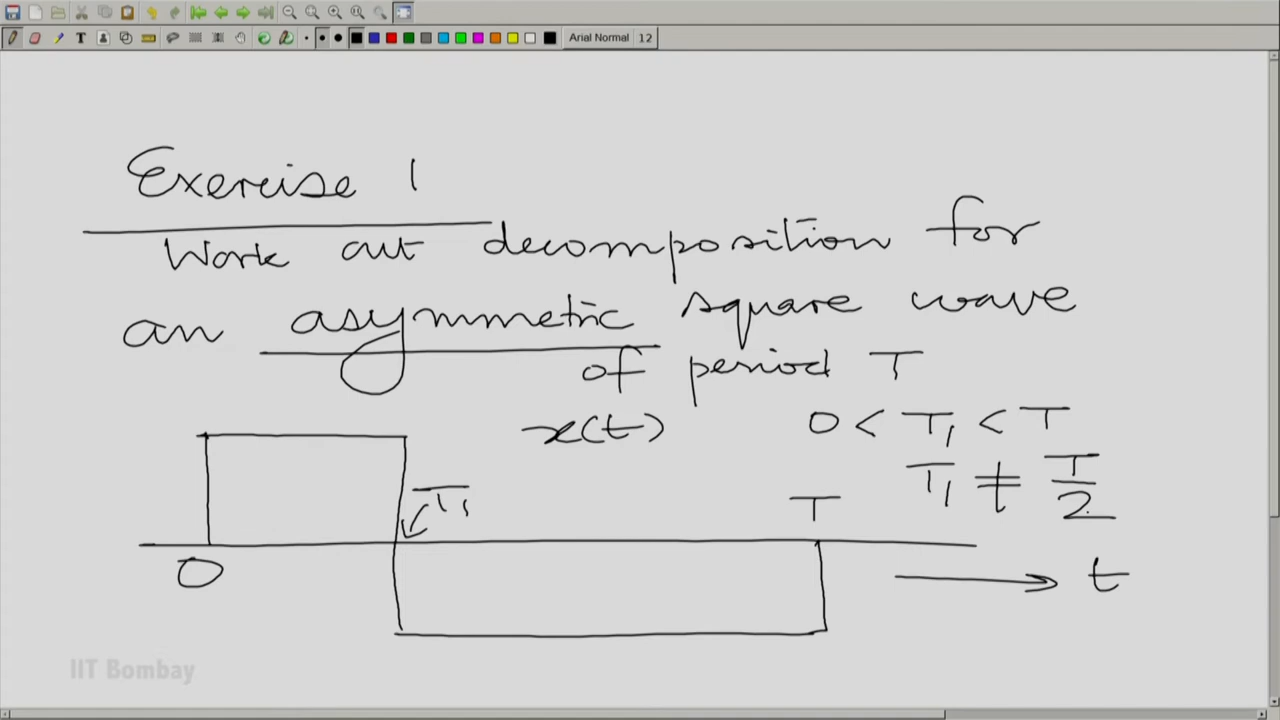 Arial Normal 12
Exercise 1
Work out decomposition for
an asymmetric square wave
of period T
x(t) 0 < T₁ < T
T₁ ≠ T/2
T₁
T
0
t
IIT Bombay